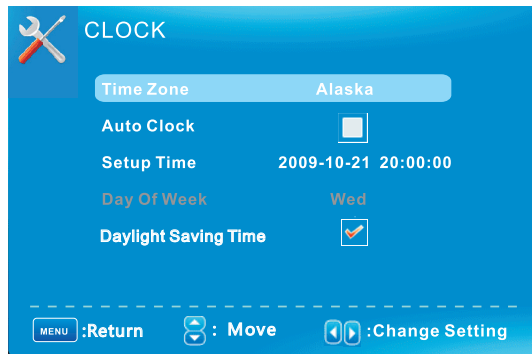 CLOCK
Time Zone Alaska
Auto Clock
Setup Time 2009-10-21 20:00:00
Day Of Week Wed
Daylight Saving Time
MENU :Return : Move :Change Setting